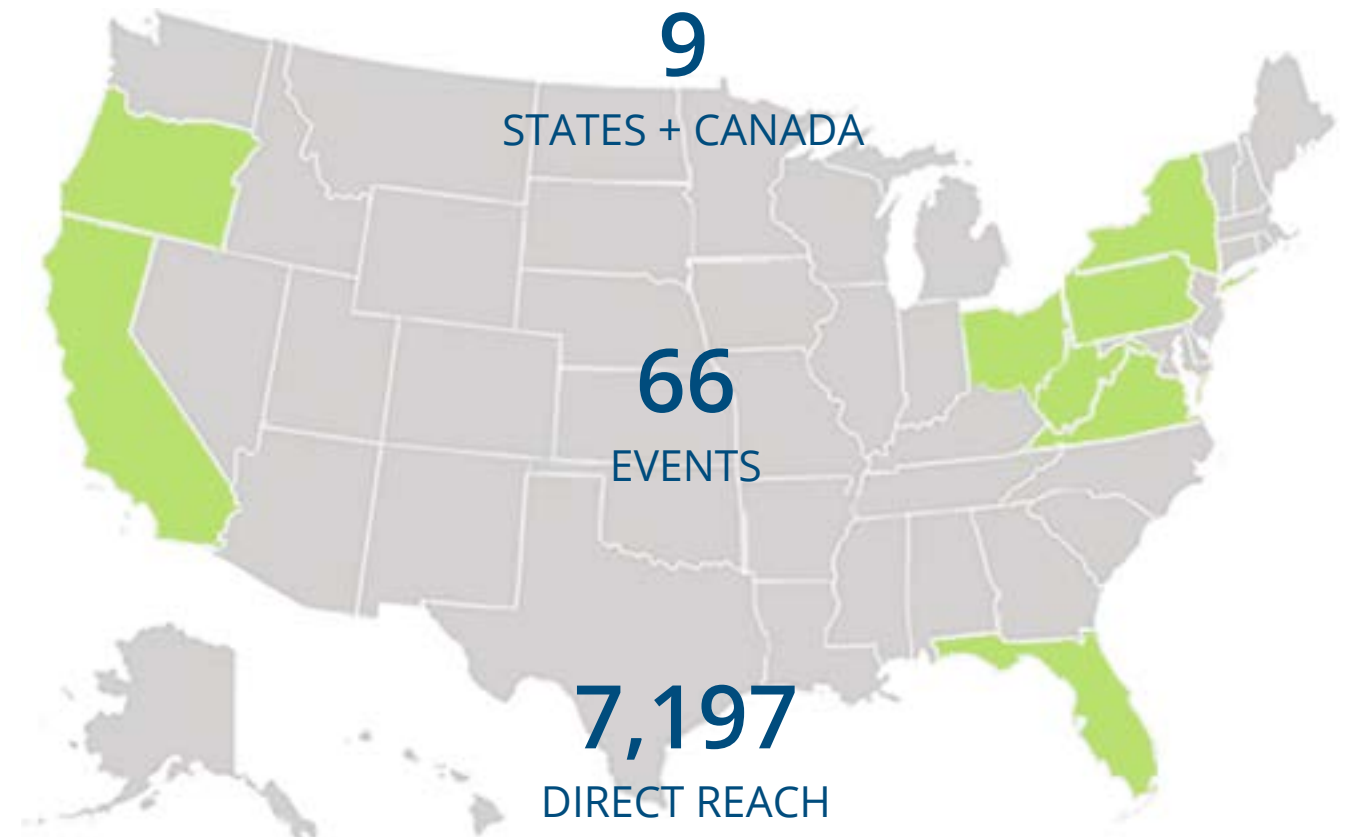 9
STATES + CANADA
66
EVENTS
7,197
DIRECT REACH